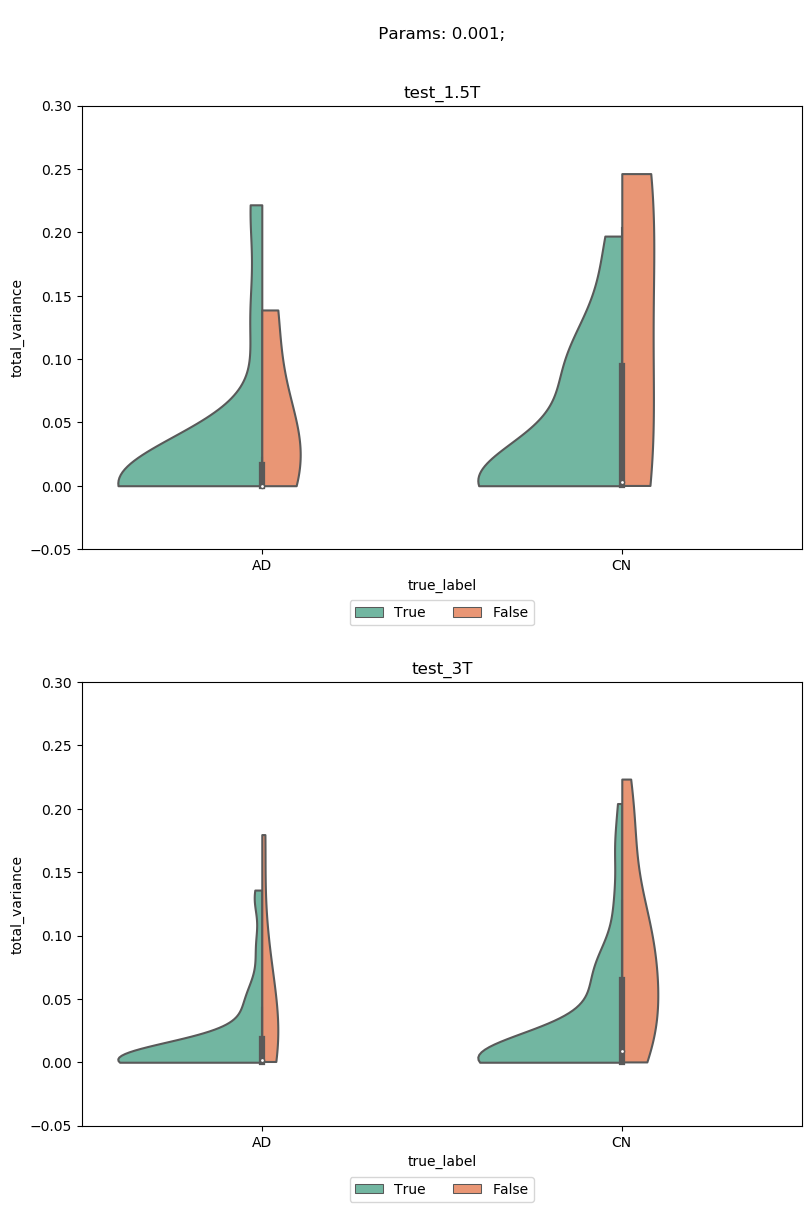 Params: 0.001;
test_1.5T
0.30
0.25
0.20
0.15
0.10
0.05
0.00
−0.05
total_variance
AD CN
true_label
True False
test_3T
0.30
0.25
0.20
0.15
0.10
0.05
0.00
−0.05
total_variance
AD CN
true_label
True False